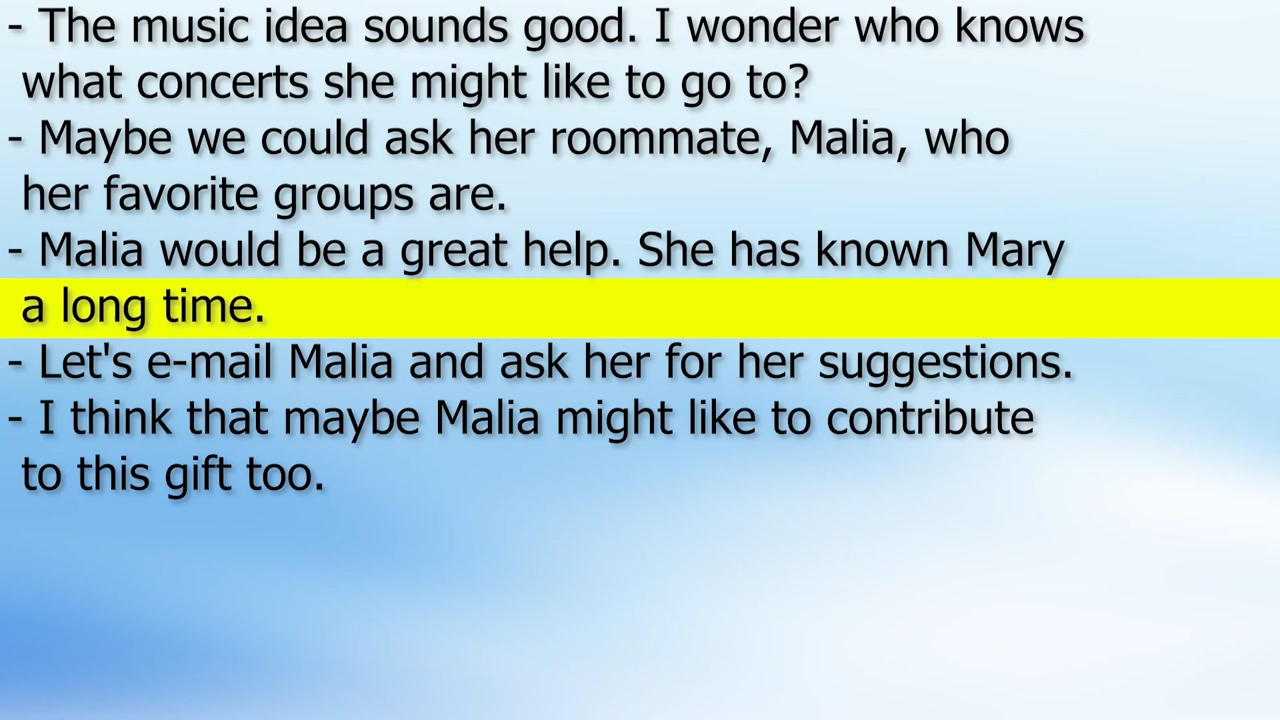 - The music idea sounds good. I wonder who knows
what concerts she might like to go to?
- Maybe we could ask her roommate, Malia, who
her favorite groups are.
- Malia would be a great help. She has known Mary
a long time.
- Let's e-mail Malia and ask her for her suggestions.
- I think that maybe Malia might like to contribute
to this gift too.